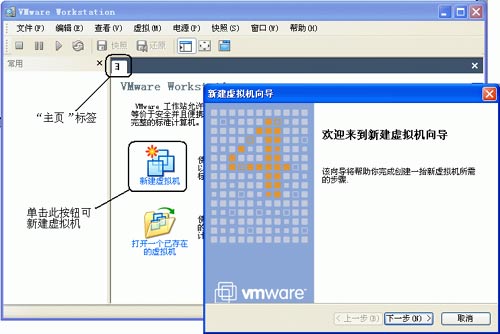 VMware Workstation
文件(F) 编辑(E) 查看(V) 虚拟(M) 电源(P) 快照(S) 窗口(W) 帮助(H)
快照 还原
常用
ヨ
“主页”标签
VMware Workst
VMware 工作站允许
等价于安全并且便携
完整的标准计算机。
新建虚拟机
单击此按钮可
新建虚拟机
打开一个已存在
的虚拟机
新建虚拟机向导
欢迎来到新建虚拟机向导
该向导将帮助你完成创建一抬新虚拟机所需
的步骤.
4
vmware
< 上一步(B) 下一步(N) > 取消